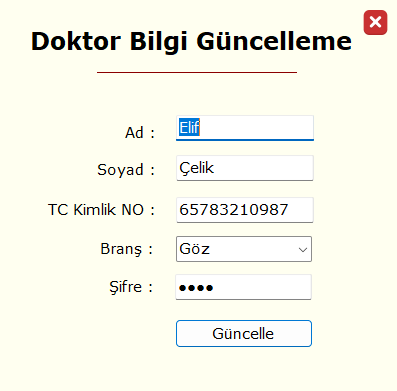 Doktor Bilgi Güncelleme
Ad : Elif
Soyad : Çelik
TC Kimlik NO : 65783210987
Branş : Göz
Şifre : ●●●●
Güncelle